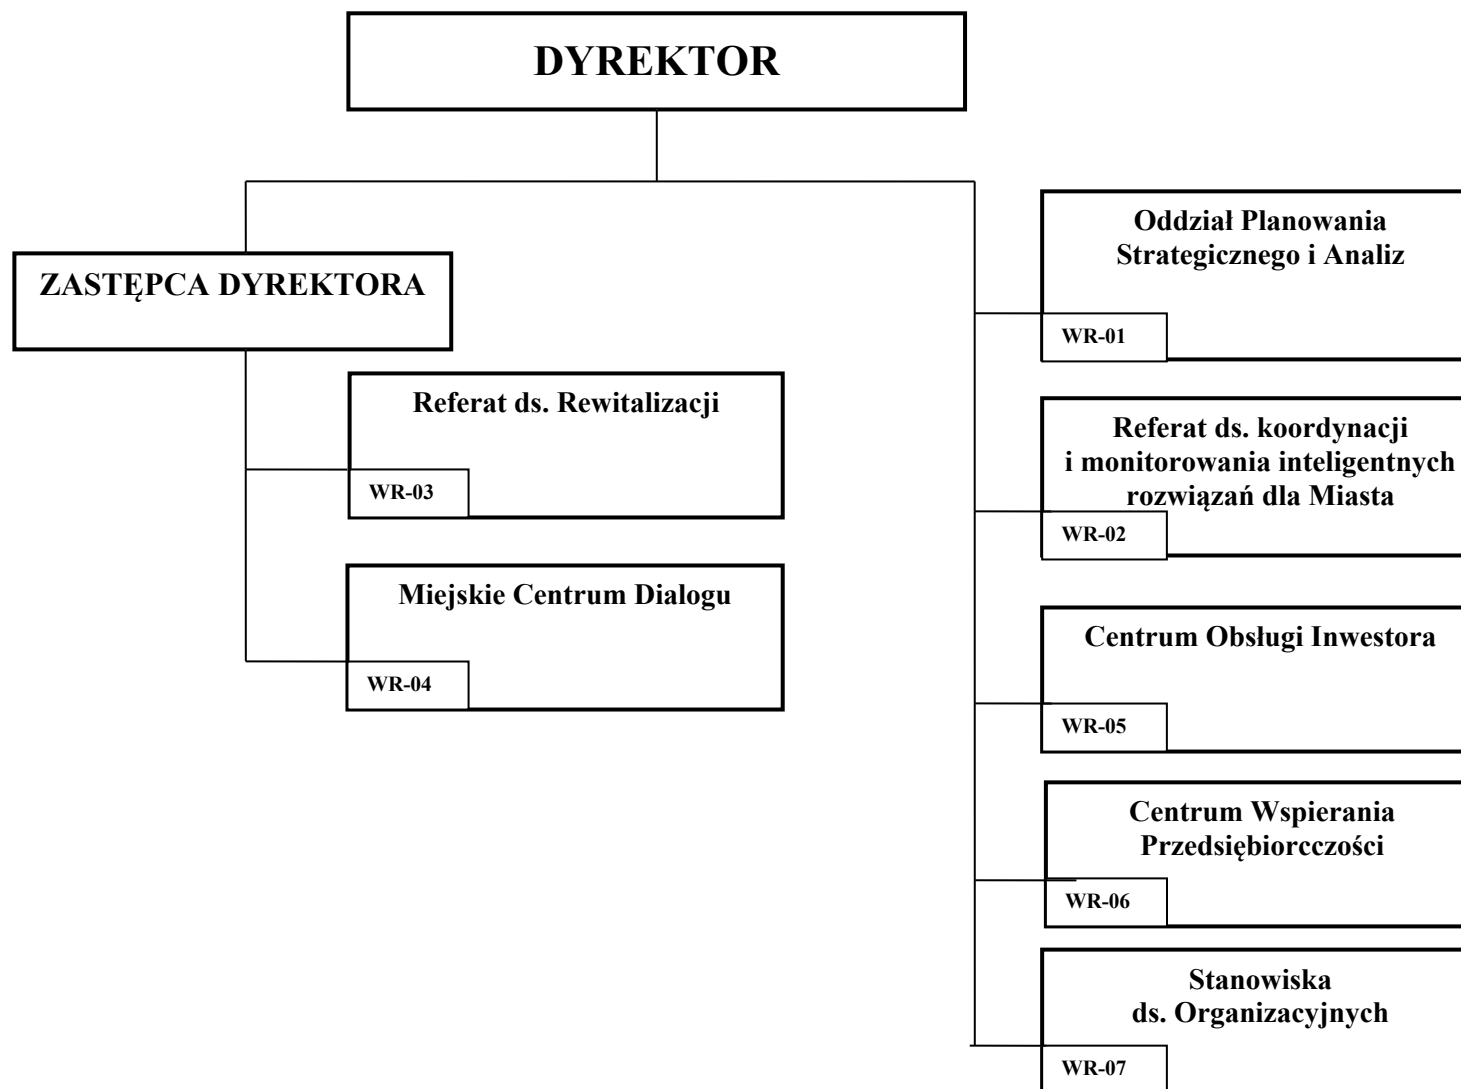 DYREKTOR
ZASTĘPCA DYREKTORA
Referat ds. Rewitalizacji
WR-03
Miejskie Centrum Dialogu
WR-04
Oddział Planowania
Strategicznego i Analiz
WR-01
Referat ds. koordynacji
i monitorowania inteligentnych
rozwiązań dla Miasta
WR-02
Centrum Obsługi Inwestora
WR-05
Centrum Wspierania
Przedsiębiorcczości
WR-06
Stanowiska
ds. Organizacyjnych
WR-07